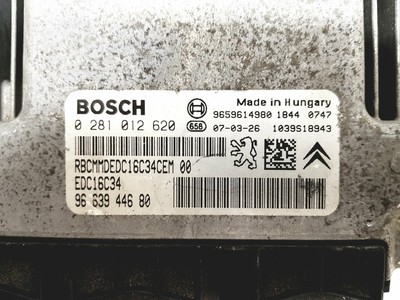 BOSCH
Made in Hungary
9659614980 1844 0747
0 281 012 620
656 07-03-26 1039S18943
RBCMMDEDC16C34CEM 00
EDC16C34
96 639 446 80